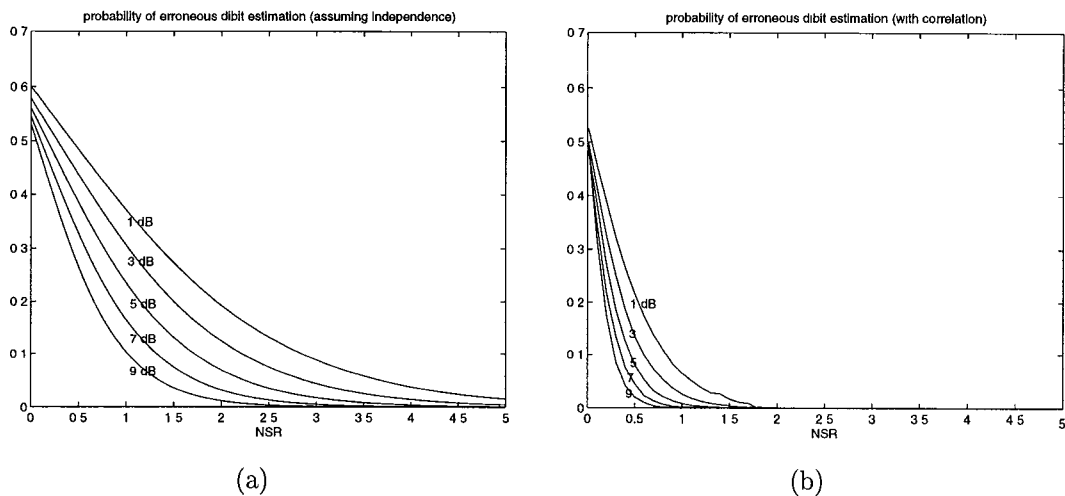 probability of erroneous dibit estimation (assuming independence)
0 7
0 6
0 5
0 4
0 3
0 2
0 1
0
1 dB
3 dB
5 dB
7 dB
9 dB
0 0 5 1 1 5 2 2 5 3 3 5 4 4 5 5
NSR
(a)
probability of erroneous dibit estimation (with correlation)
0 7
0 6
0 5
0 4
0 3
0 2
0 1
0
1 dB
3
5
7
9
0 0 5 1 1 5 2 2 5 3 3 5 4 4 5 5
NSR
(b)